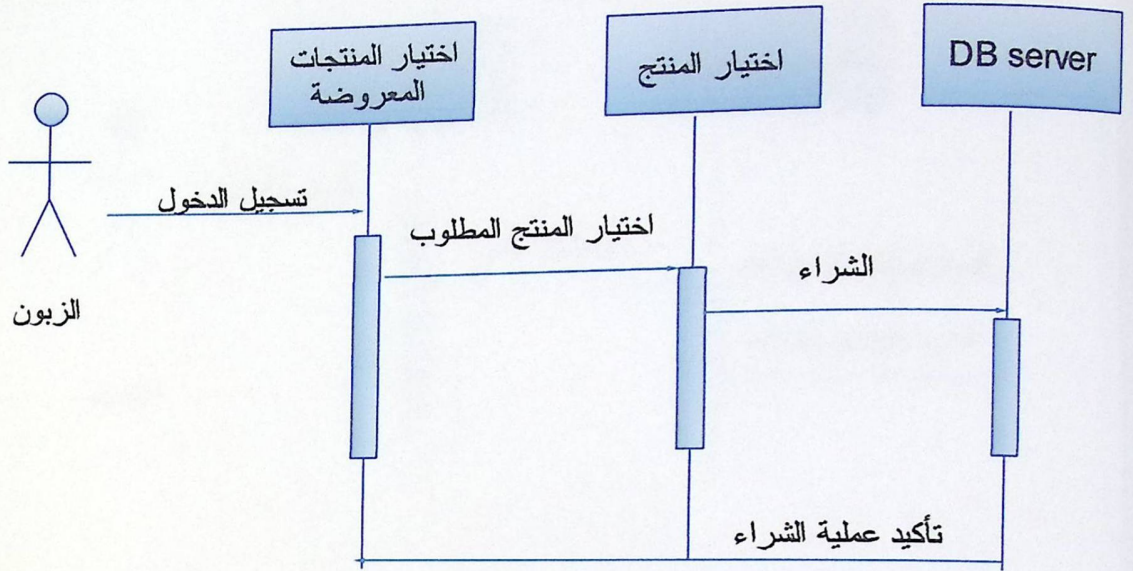 اختيار المنتجات
المعروضة
اختيار المنتج
DB server
تسجيل الدخول
اختيار المنتج المطلوب
الشراء
الزبون
تأكيد عملية الشراء